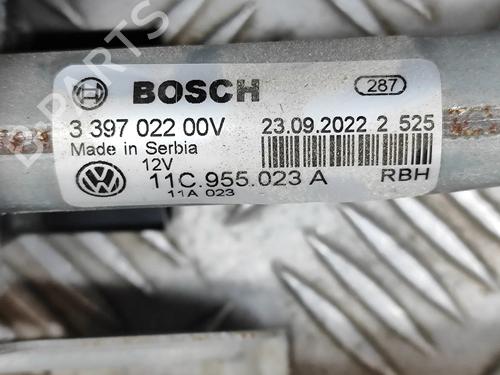 BOSCH 287
3 397 022 00V 23.09.2022 2 525
Made in Serbia
12V
11C.955.023 A RBH
11A 023
B-PARTS